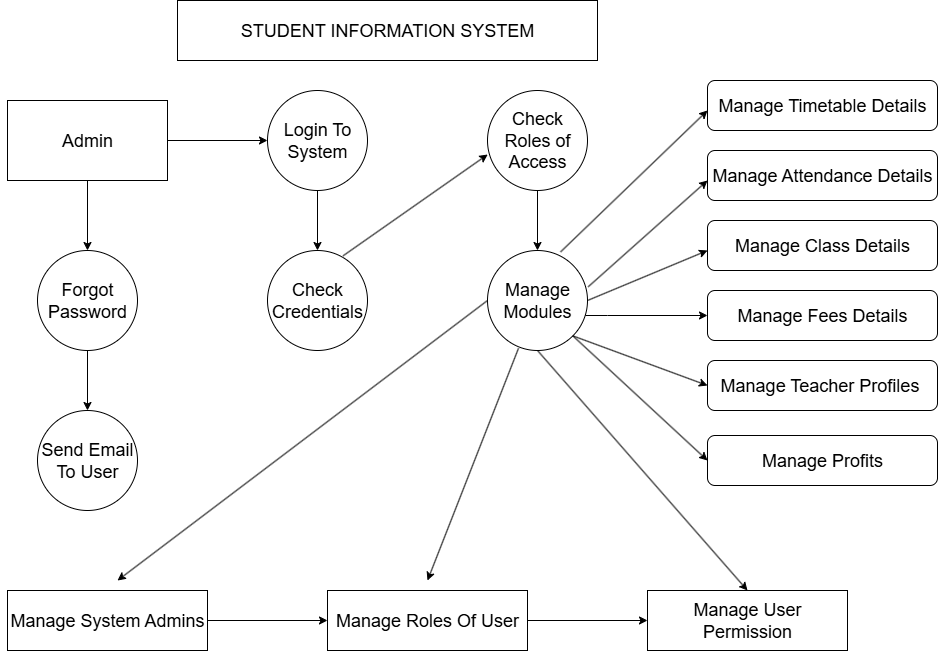 STUDENT INFORMATION SYSTEM
Admin
Login To
System
Check
Roles of
Access
Manage Timetable Details
Manage Attendance Details
Manage Class Details
Forgot
Password
Check
Credentials
Manage
Modules
Manage Fees Details
Manage Teacher Profiles
Send Email
To User
Manage Profits
Manage System Admins
Manage Roles Of User
Manage User
Permission